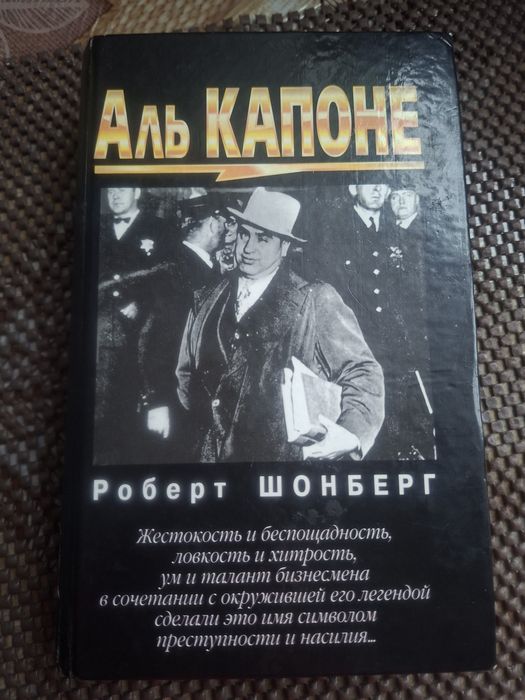 Аль КАПОНЕ
Роберт ШОНБЕРГ
Жестокость и беспощадность,
ловкость и хитрость,
ум и талант бизнесмена
в сочетании с окружившей его легендой
сделали это имя символом
преступности и насилия...